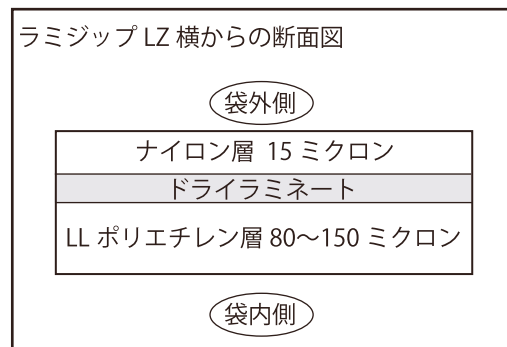 ラミジップ LZ 横からの断面図
袋外側
ナイロン層 15 ミクロン
ドライラミネート
LL ポリエチレン層 80～150 ミクロン
袋内側